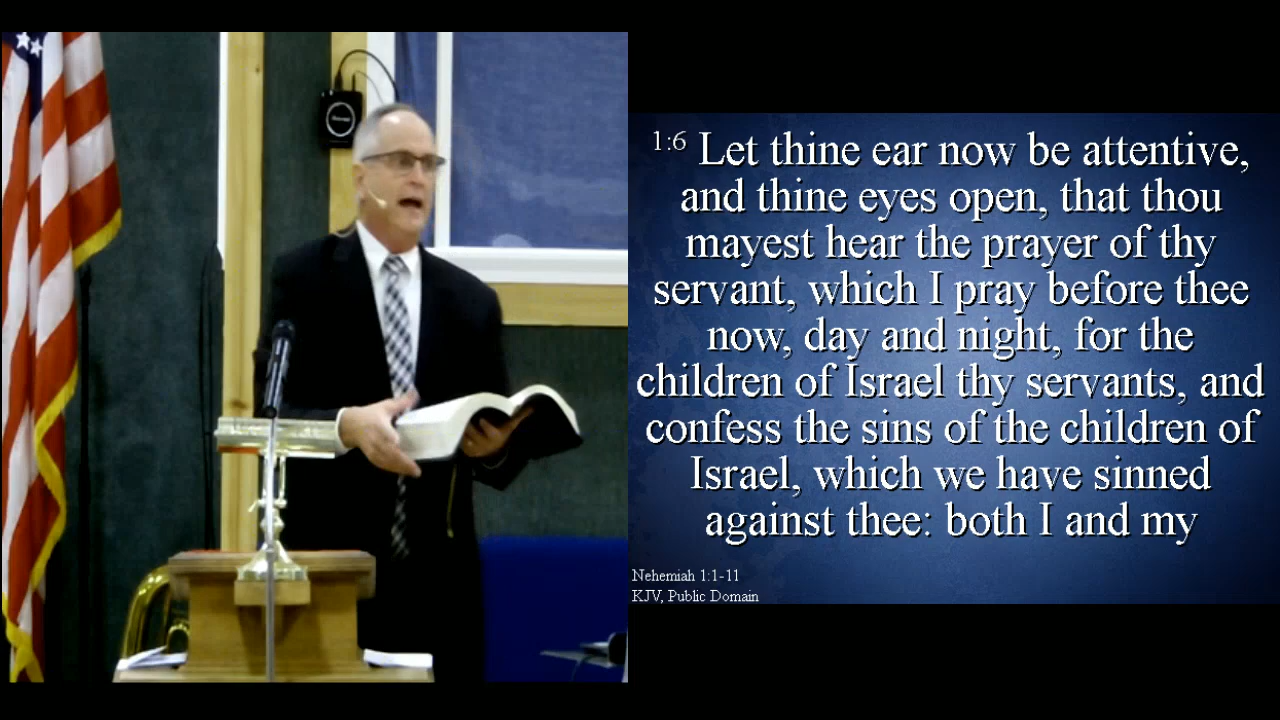 1:6 Let thine ear now be attentive,
and thine eyes open, that thou
mayest hear the prayer of thy
servant, which I pray before thee
now, day and night, for the
children of Israel thy servants, and
confess the sins of the children of
Israel, which we have sinned
against thee: both I and my
Nehemiah 1:1-11
KJV, Public Domain